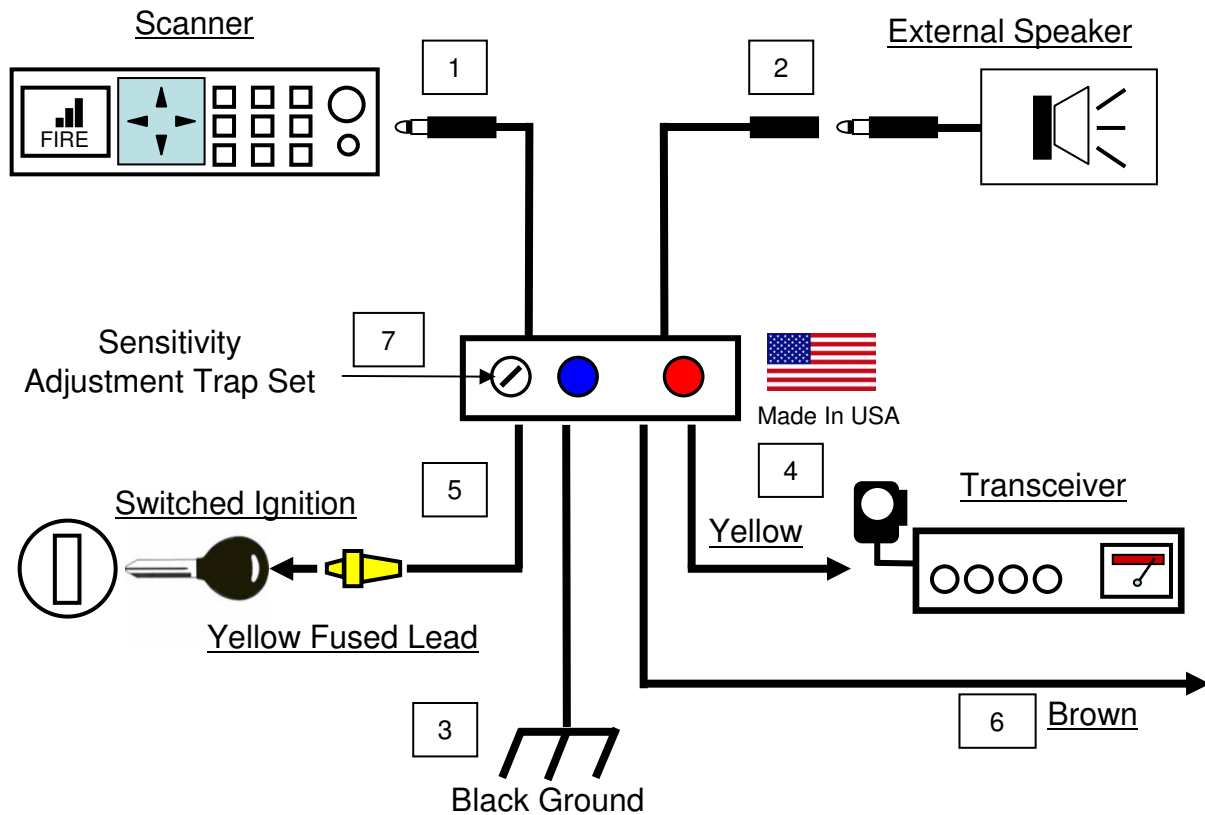 Scanner
External Speaker
1
2
FIRE
7
Sensitivity
Adjustment Trap Set
Made In USA
4
5
Switched Ignition
Transceiver
Yellow
Yellow Fused Lead
3
6
Brown
Black Ground